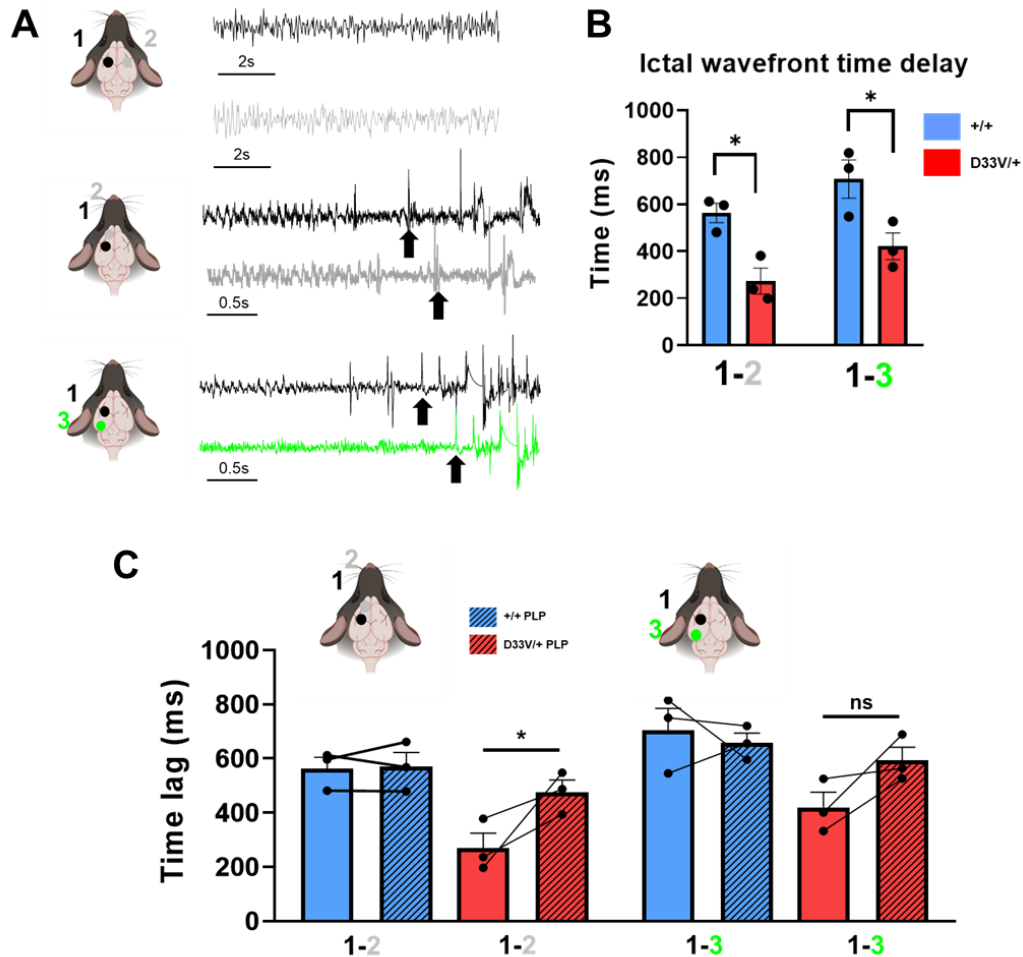 A
1
2
2s
2s
2
1
0.5s
1
3
0.5s
B
Ictal wavefront time delay
*
*
+/+
D33V/+
Time (ms)
1000
800
600
400
200
0
1-2
1-3
C
2
1
+/+ PLP
D33V/+ PLP
1
3
Time lag (ms)
1000
800
600
400
200
0
*
ns
1-2
1-2
1-3
1-3